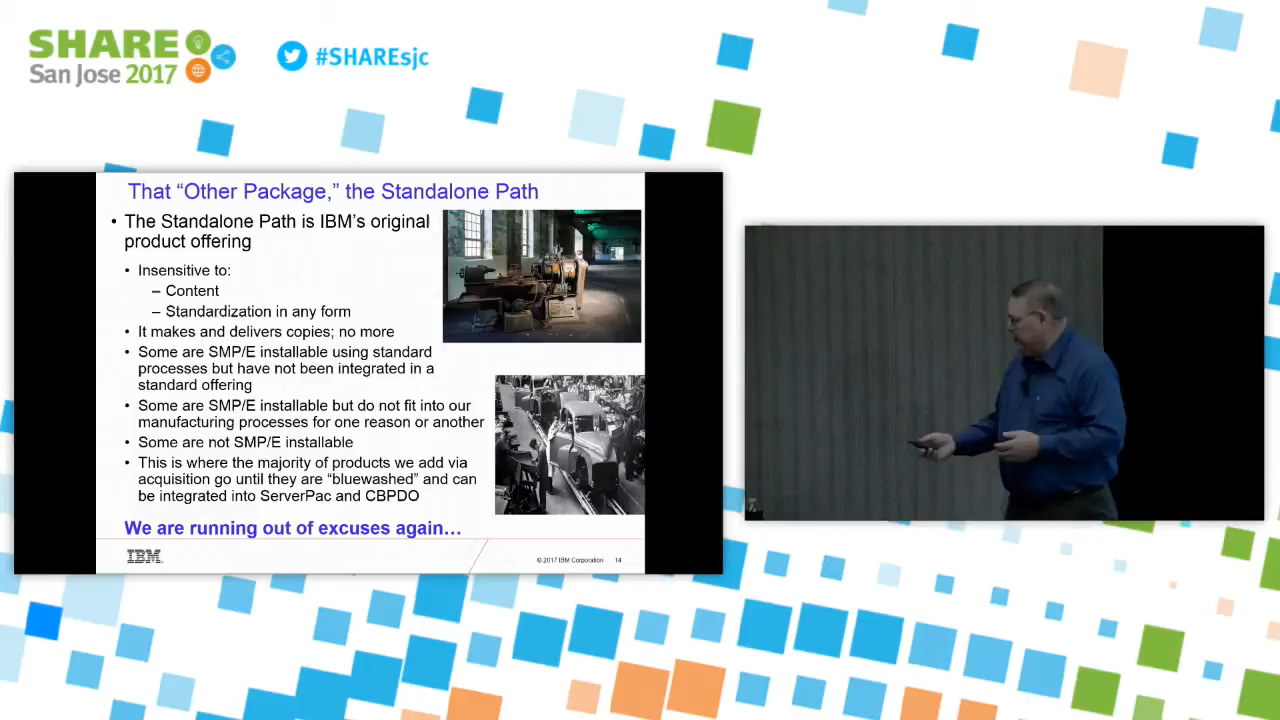 SHARE
San Jose 2017
#SHAREsjc
That “Other Package,” the Standalone Path
• The Standalone Path is IBM’s original
product offering
• Insensitive to:
– Content
– Standardization in any form
• It makes and delivers copies; no more
• Some are SMP/E installable using standard
processes but have not been integrated in a
standard offering
• Some are SMP/E installable but do not fit into our
manufacturing processes for one reason or another
• Some are not SMP/E installable
• This is where the majority of products we add via
acquisition go until they are “bluewashed” and can
be integrated into ServerPac and CBPDO
We are running out of excuses again…
IBM
© 2017 IBM Corporation 14